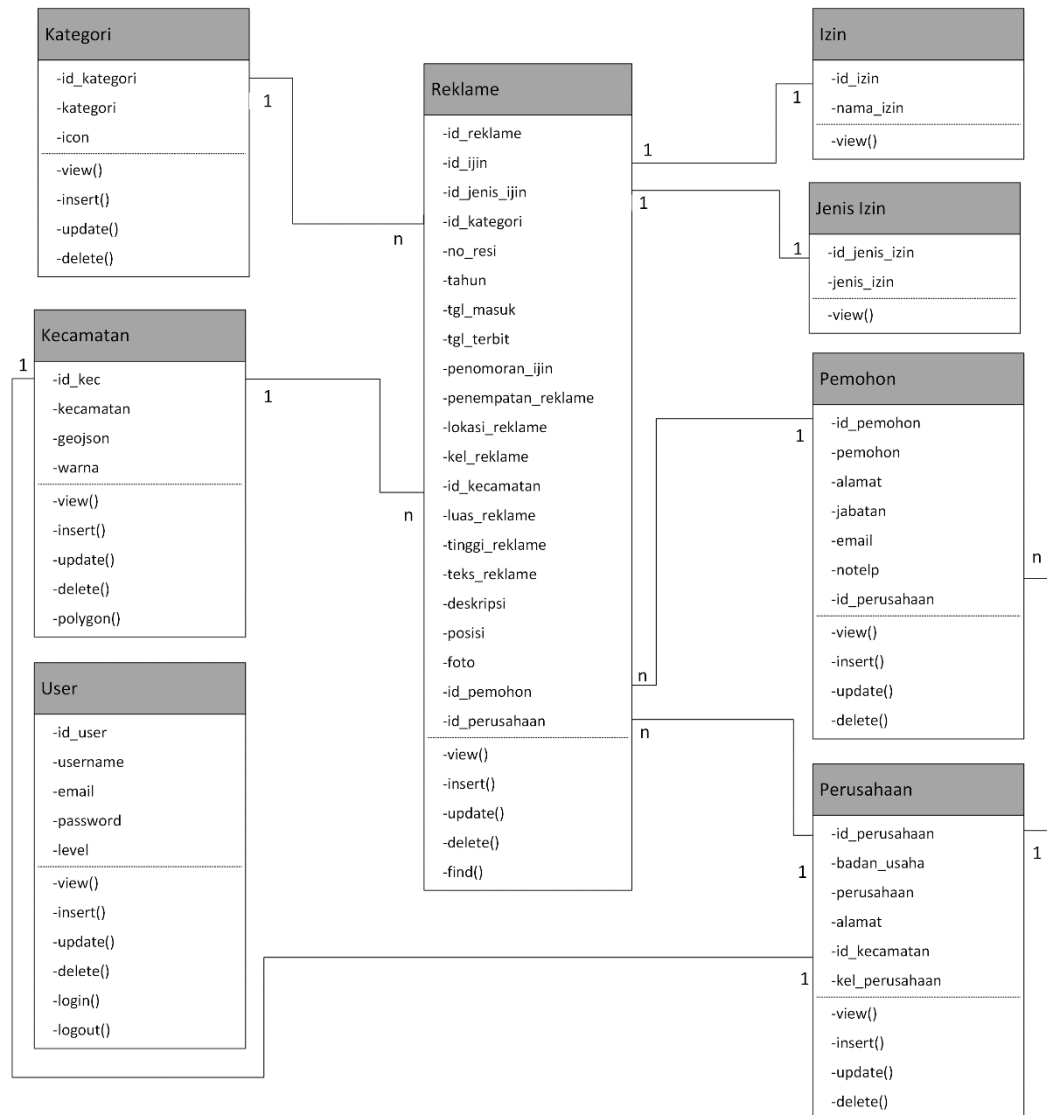 Kategori
-id_kategori
-kategori
-icon
-view()
-insert()
-update()
-delete()
1
n
Kecamatan
-id_kec
-kecamatan
-geojson
-warna
-view()
-insert()
-update()
-delete()
-polygon()
1
1
n
User
-id_user
-username
-email
-password
-level
-view()
-insert()
-update()
-delete()
-login()
-logout()
Reklame
-id_reklame
-id_ijin
-id_jenis_ijin
-id_kategori
-no_resi
-tahun
-tgl_masuk
-tgl_terbit
-penomoran_ijin
-penempatan_reklame
-lokasi_reklame
-kel_reklame
-id_kecamatan
-luas_reklame
-tinggi_reklame
-teks_reklame
-deskripsi
-posisi
-foto
-id_pemohon
-id_perusahaan
-view()
-insert()
-update()
-delete()
-find()
1
1
n
n
Izin
-id_izin
-nama_izin
-view()
1
Jenis Izin
-id_jenis_izin
-jenis_izin
-view()
1
Pemohon
-id_pemohon
-pemohon
-alamat
-jabatan
-email
-notelp
-id_perusahaan
-view()
-insert()
-update()
-delete()
1
n
Perusahaan
-id_perusahaan
-badan_usaha
-perusahaan
-alamat
-id_kecamatan
-kel_perusahaan
-view()
-insert()
-update()
-delete()
1
1
1